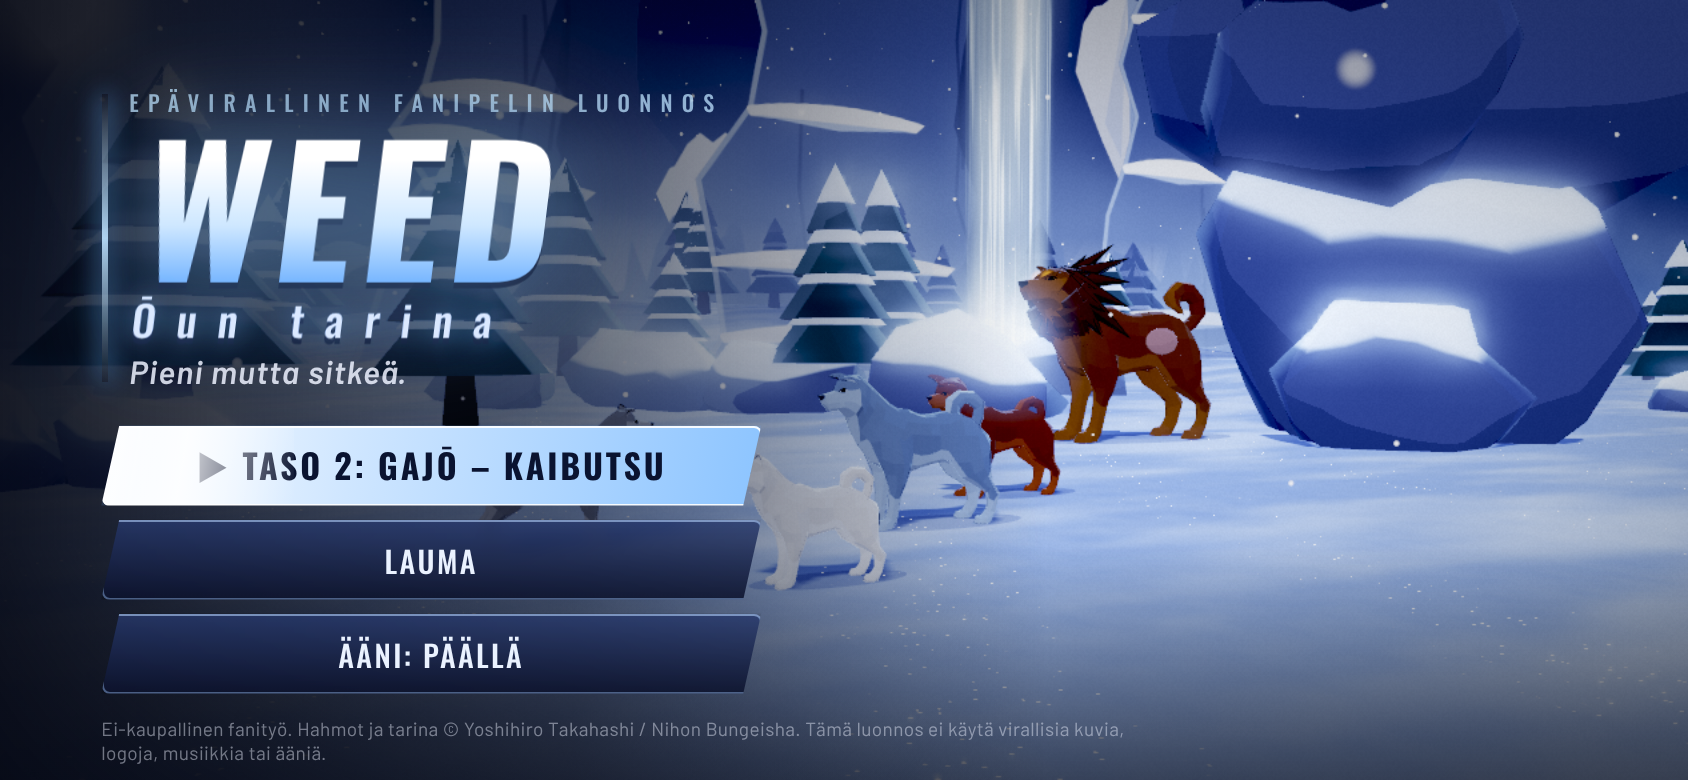 EPÄVIRALLINEN FANIPELIN LUONNOS
WEED
Ōun tarina
Pieni mutta sitkeä.
▶ TASO 2: GAJŌ – KAIBUTSU
LAUMA
ÄÄNI: PÄÄLLÄ
Ei-kaupallinen fanityö. Hahmot ja tarina © Yoshihiro Takahashi / Nihon Bungeisha. Tämä luonnos ei käytä virallisia kuvia,
logoja, musiikkia tai ääniä.